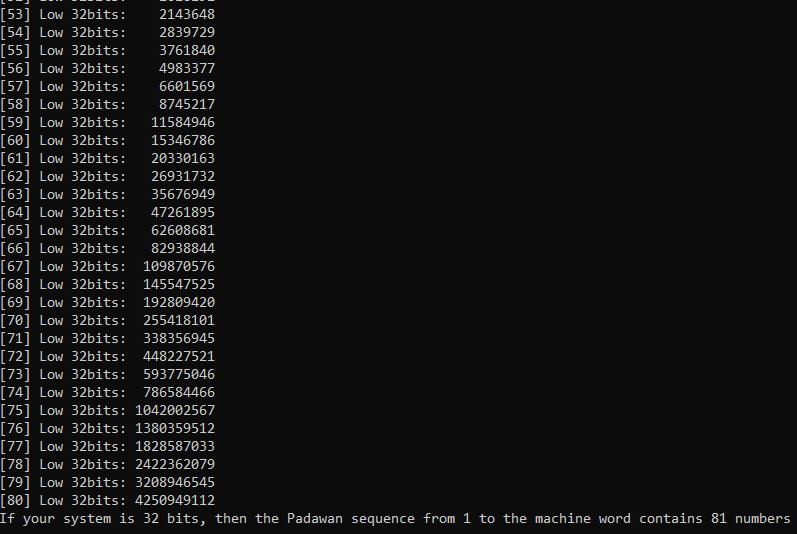 [53] Low 32bits:    2143648
[54] Low 32bits:    2839729
[55] Low 32bits:    3761840
[56] Low 32bits:    4983377
[57] Low 32bits:    6601569
[58] Low 32bits:    8745217
[59] Low 32bits:   11584946
[60] Low 32bits:   15346786
[61] Low 32bits:   20330163
[62] Low 32bits:   26931732
[63] Low 32bits:   35676949
[64] Low 32bits:   47261895
[65] Low 32bits:   62608681
[66] Low 32bits:   82938844
[67] Low 32bits:  109870576
[68] Low 32bits:  145547525
[69] Low 32bits:  192809420
[70] Low 32bits:  255418101
[71] Low 32bits:  338356945
[72] Low 32bits:  448227521
[73] Low 32bits:  593775046
[74] Low 32bits:  786584466
[75] Low 32bits: 1042002567
[76] Low 32bits: 1380359512
[77] Low 32bits: 1828587033
[78] Low 32bits: 2422362079
[79] Low 32bits: 3208946545
[80] Low 32bits: 4250949112
If your system is 32 bits, then the Padawan sequence from 1 to the machine word contains 81 numbers